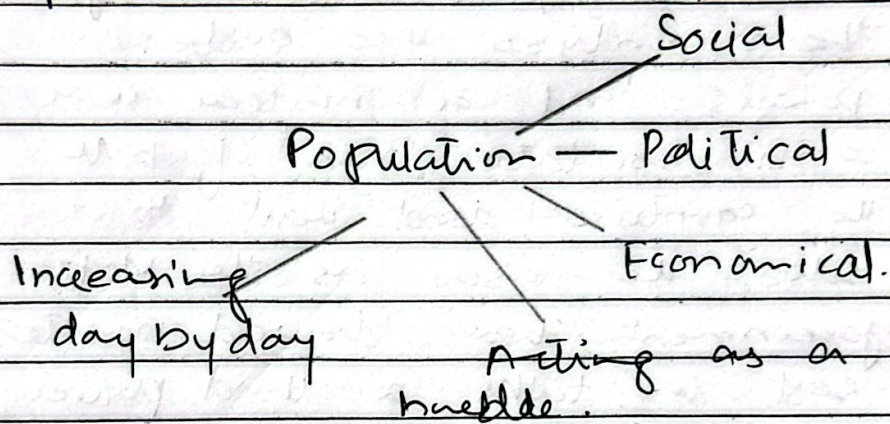 Social
Population — Political
Increasing
Economical.
day by day
Acting as a
hurdle.